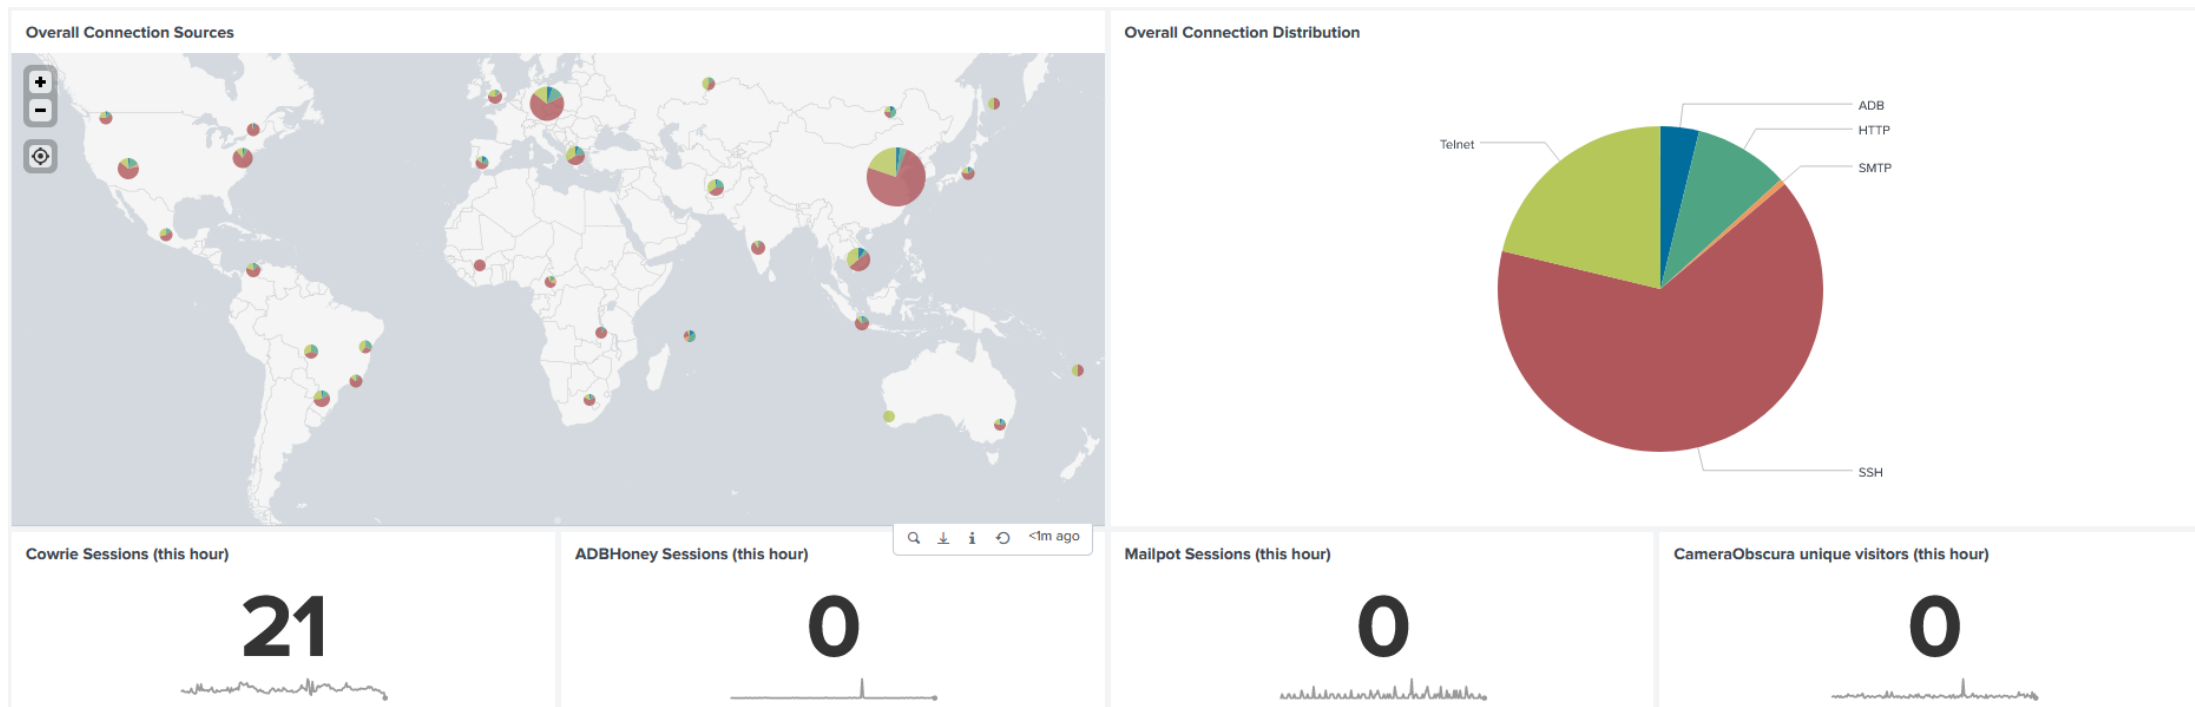 Overall Connection Sources
+
−
Overall Connection Distribution
ADB
HTTP
SMTP
Telnet
SSH
<1m ago
Cowrie Sessions (this hour)
21
ADBHoney Sessions (this hour)
0
Mailpot Sessions (this hour)
0
CameraObscura unique visitors (this hour)
0